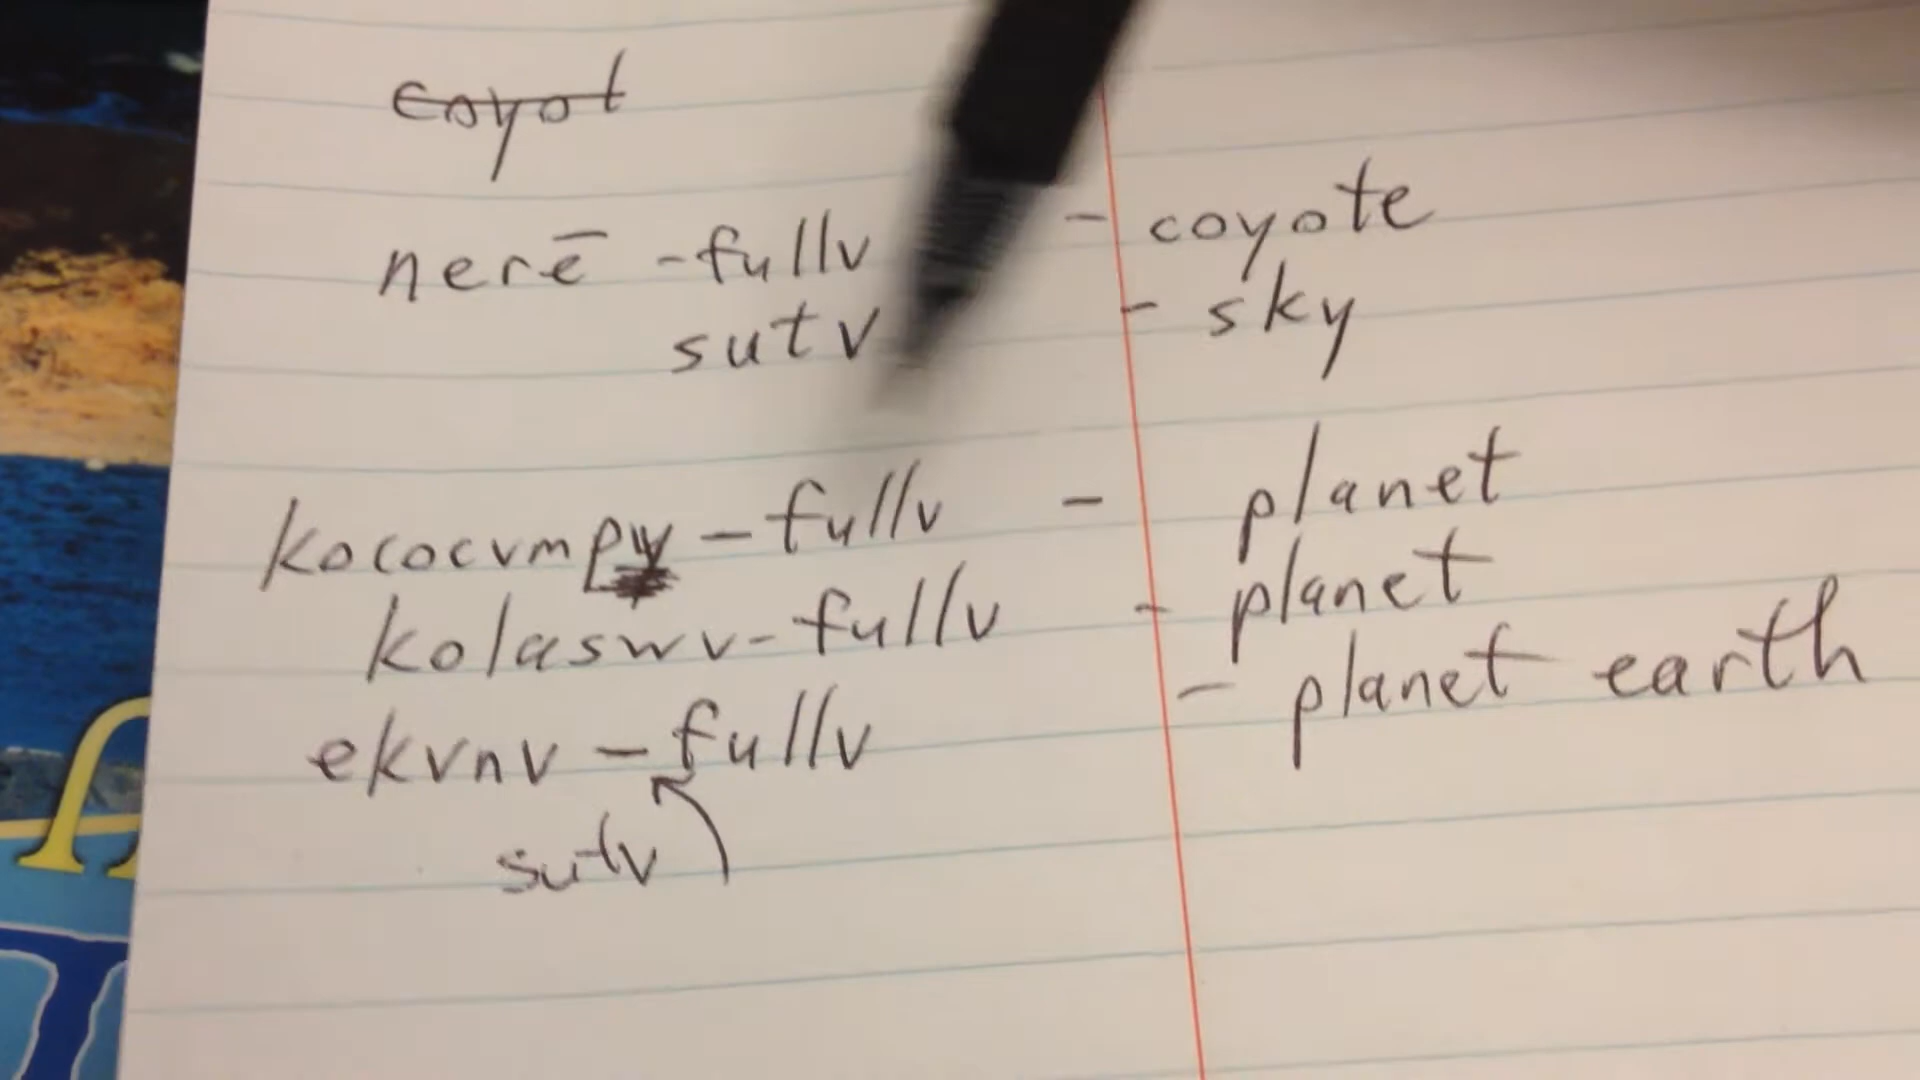 coyot
nerē -fullv - coyote
sutv - sky
kococvmpv - fullv - planet
kolaswv-fullv - planet
ekvnv - fullv - planet earth
sutv